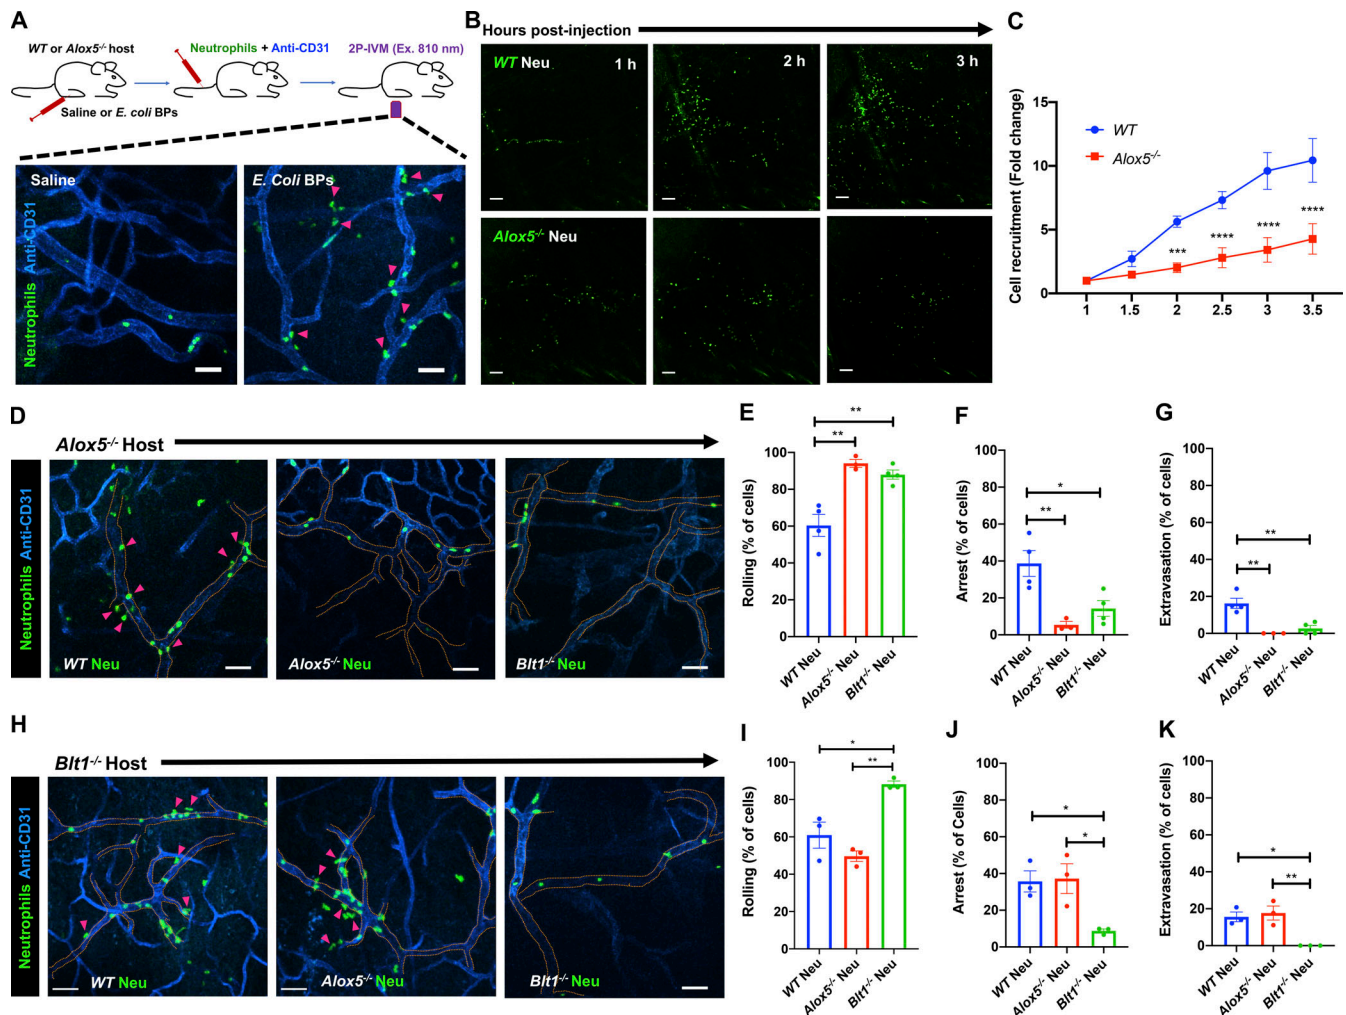 A
WT or Alox5-/- host
Neutrophils + Anti-CD31
2P-IVM (Ex. 810 nm)
Saline or E. coli BPs
Neutrophils Anti-CD31
Saline
E. Coli BPs
B
Hours post-injection
WT Neu
1 h
2 h
3 h
Alox5-/- Neu
C
Cell recruitment (Fold change)
15
10
5
0
WT
Alox5-/-
***
****
****
****
1
1.5
2
2.5
3
3.5
D
Alox5-/- Host
Neutrophils Anti-CD31
WT Neu
Alox5-/- Neu
Blt1-/- Neu
E
Rolling (% of cells)
100
80
60
40
20
0
**
**
WT Neu
Alox5-/- Neu
Blt1-/- Neu
F
Arrest (% of cells)
100
80
60
40
20
0
*
**
WT Neu
Alox5-/- Neu
Blt1-/- Neu
G
Extravasation (% of cells)
100
80
60
40
20
0
**
**
WT Neu
Alox5-/- Neu
Blt1-/- Neu
H
Blt1-/- Host
Neutrophils Anti-CD31
WT Neu
Alox5-/- Neu
Blt1-/- Neu
I
Rolling (% of cells)
100
80
60
40
20
0
*
**
WT Neu
Alox5-/- Neu
Blt1-/- Neu
J
Arrest (% of Cells)
100
80
60
40
20
0
*
*
WT Neu
Alox5-/- Neu
Blt1-/- Neu
K
Extravasation (% of cells)
100
80
60
40
20
0
*
**
WT Neu
Alox5-/- Neu
Blt1-/- Neu